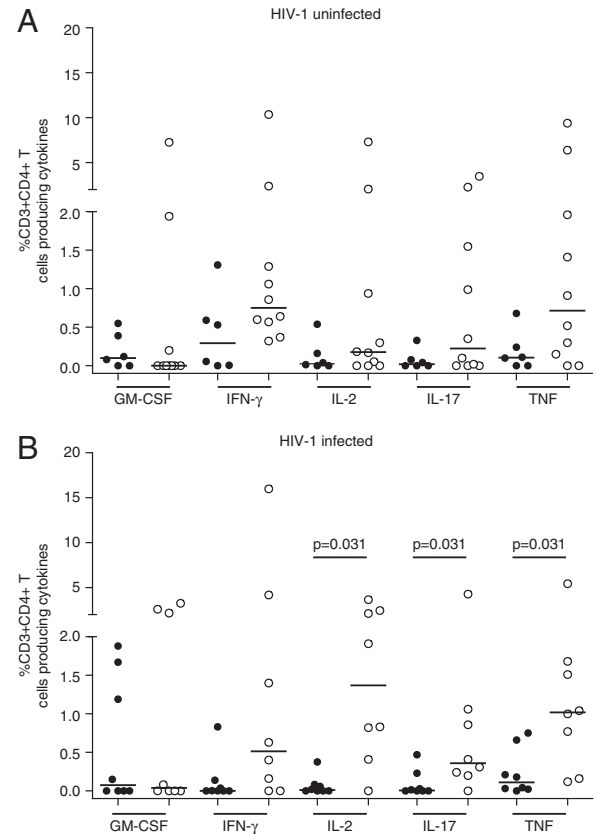 A
HIV-1 uninfected
%CD3+CD4+ T
cells producing cytokines
20
15
10
5
2.0
1.5
1.0
0.5
0.0
GM-CSF
IFN-γ
IL-2
IL-17
TNF
B
HIV-1 infected
%CD3+CD4+ T
cells producing cytokines
20
15
10
5
2.0
1.5
1.0
0.5
0.0
p=0.031
p=0.031
p=0.031
GM-CSF
IFN-γ
IL-2
IL-17
TNF